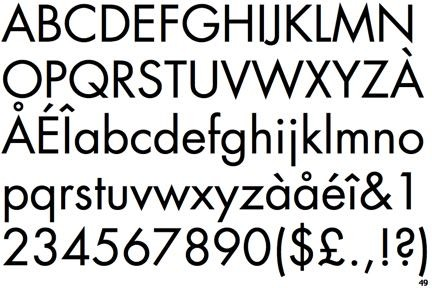 ABCDEFGHIJKLMN
OPQRSTUVWXYZÀ
ÅÉÎabcdefghijklmno
pqrstuvwxyzàåéî&1
234567890($£.,!?)
49